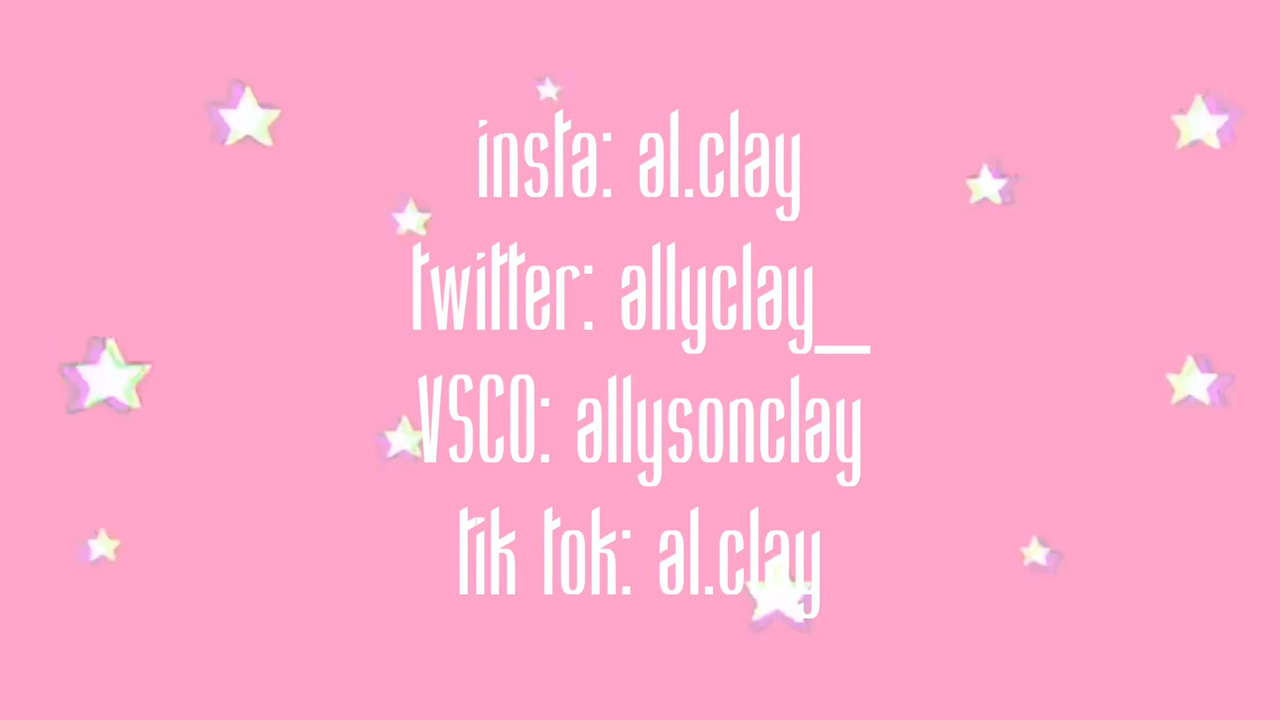 insta: al.clay
twitter: allyclay_
VSCO: allysonclay
tik tok: al.clay